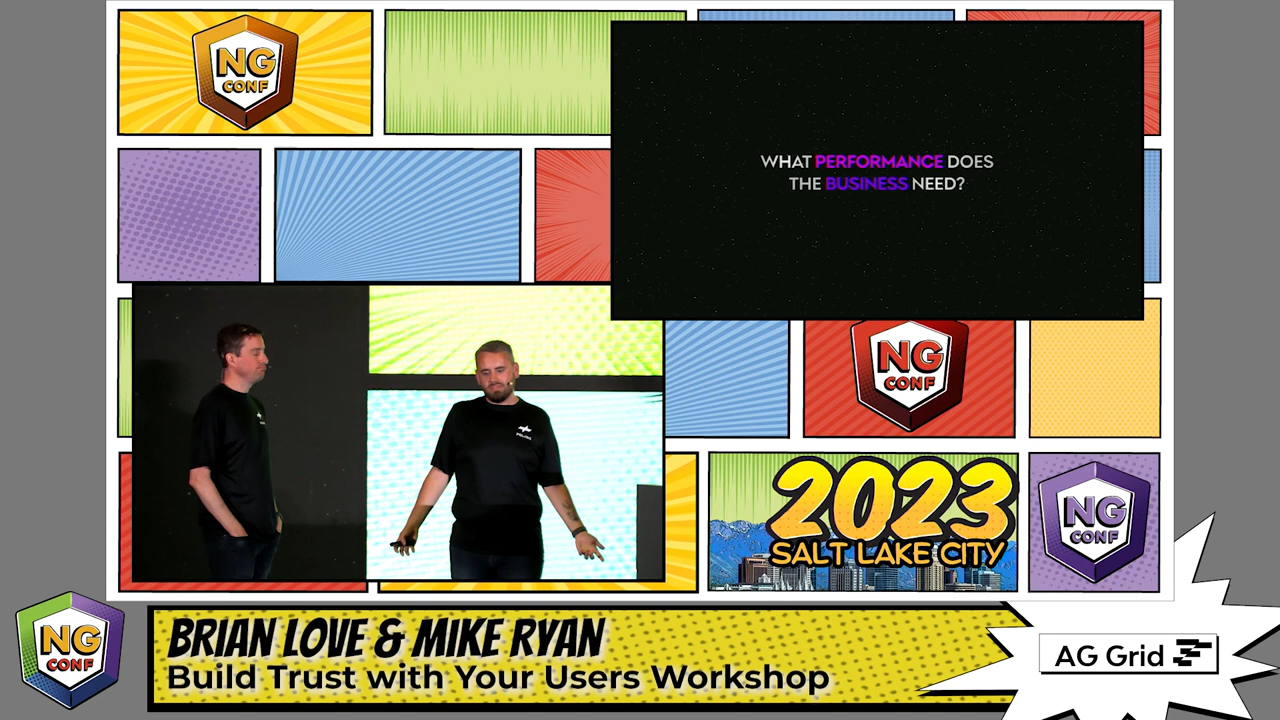 NG
CONF
WHAT PERFORMANCE DOES
THE BUSINESS NEED?
NG
CONF
2023
SALT LAKE CITY
NG
CONF
NG
CONF
BRIAN LOVE & MIKE RYAN
Build Trust with Your Users Workshop
AG Grid